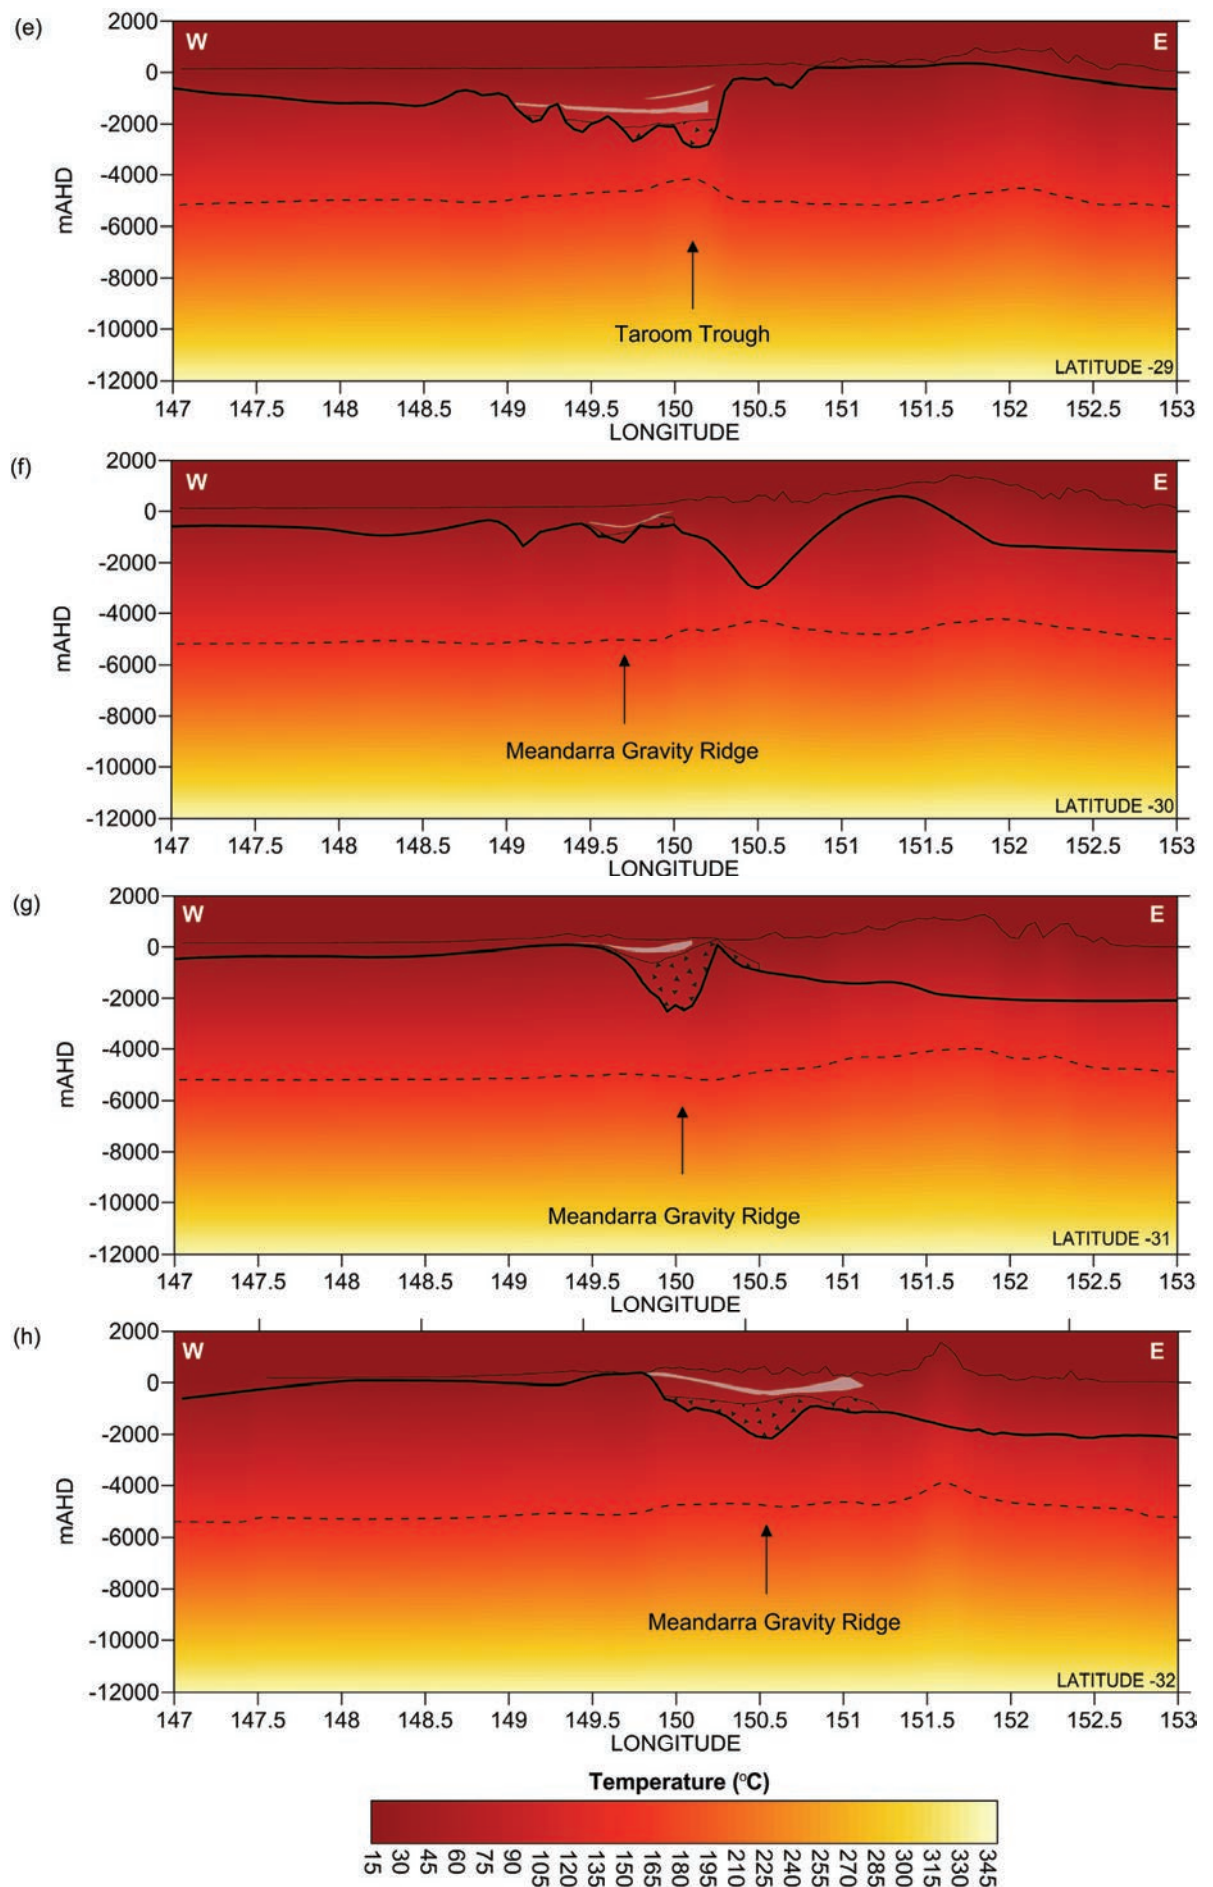 (e)
2000
0
-2000
-4000
-6000
-8000
-10000
-12000
mAHD
W
E
Taroom Trough
LATITUDE -29
147 147.5 148 148.5 149 149.5 150 150.5 151 151.5 152 152.5 153
LONGITUDE
(f)
2000
0
-2000
-4000
-6000
-8000
-10000
-12000
mAHD
W
E
Meandarra Gravity Ridge
LATITUDE -30
147 147.5 148 148.5 149 149.5 150 150.5 151 151.5 152 152.5 153
LONGITUDE
(g)
2000
0
-2000
-4000
-6000
-8000
-10000
-12000
mAHD
W
E
Meandarra Gravity Ridge
LATITUDE -31
147 147.5 148 148.5 149 149.5 150 150.5 151 151.5 152 152.5 153
LONGITUDE
(h)
2000
0
-2000
-4000
-6000
-8000
-10000
-12000
mAHD
W
E
Meandarra Gravity Ridge
LATITUDE -32
147 147.5 148 148.5 149 149.5 150 150.5 151 151.5 152 152.5 153
LONGITUDE
Temperature (°C)
15 30 45 60 75 90 105 120 135 150 165 180 195 210 225 240 255 270 285 300 315 330 345